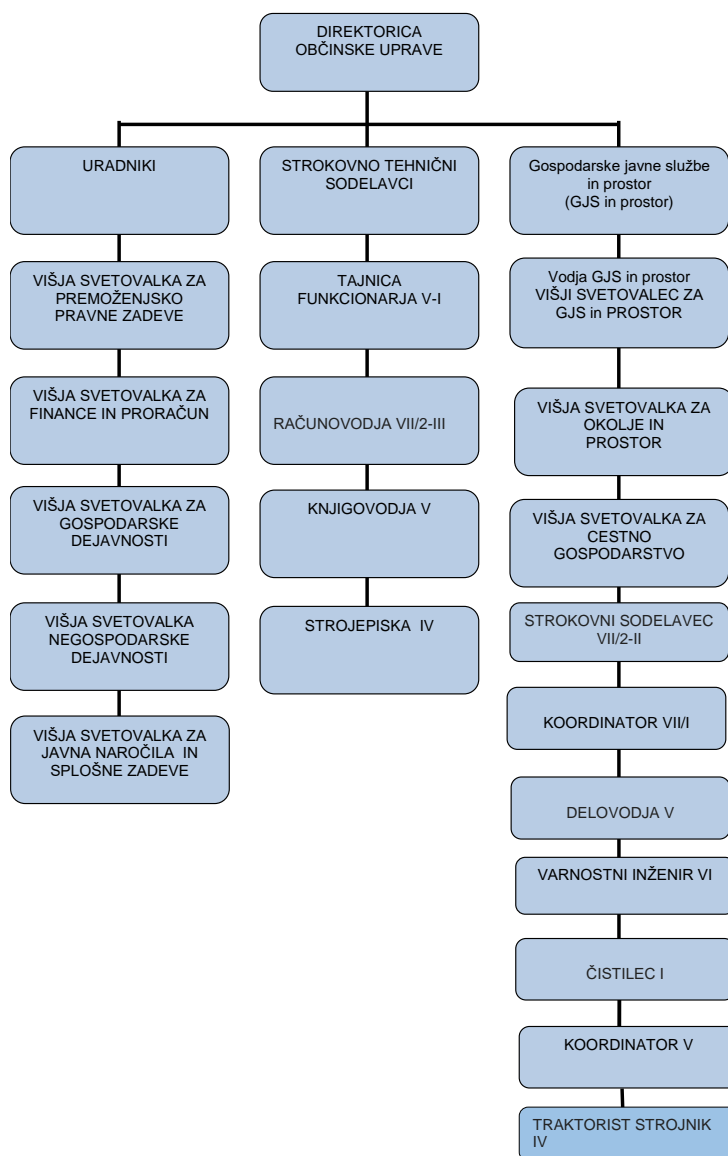 DIREKTORICA
OBČINSKE UPRAVE
URADNIKI
VIŠJA SVETOVALKA ZA
PREMOŽENJSKO
PRAVNE ZADEVE
VIŠJA SVETOVALKA ZA
FINANCE IN PRORAČUN
VIŠJA SVETOVALKA ZA
GOSPODARSKE
DEJAVNOSTI
VIŠJA SVETOVALKA
NEGOSPODARSKE
DEJAVNOSTI
VIŠJA SVETOVALKA ZA
JAVNA NAROČILA IN
SPLOŠNE ZADEVE
STROKOVNO TEHNIČNI
SODELAVCI
TAJNICA
FUNKCIONARJA V-I
RAČUNOVODJA VII/2-III
KNJIGOVODJA V
STROJEPISKA IV
Gospodarske javne službe
in prostor
(GJS in prostor)
Vodja GJS in prostor
VIŠJI SVETOVALEC ZA
GJS in PROSTOR
VIŠJA SVETOVALKA ZA
OKOLJE IN
PROSTOR
VIŠJA SVETOVALKA ZA
CESTNO
GOSPODARSTVO
STROKOVNI SODELAVEC
VII/2-II
KOORDINATOR VII/I
DELOVODJA V
VARNOSTNI INŽENIR VI
ČISTILEC I
KOORDINATOR V
TRAKTORIST STROJNIK
IV